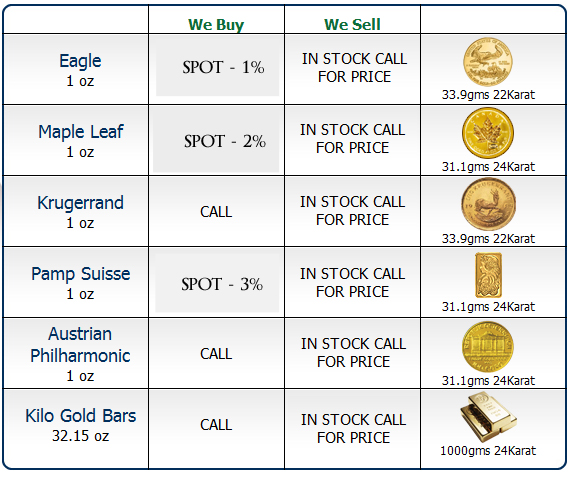 We Buy We Sell
Eagle
1 oz
SPOT - 1%
IN STOCK CALL
FOR PRICE
33.9gms 22Karat
Maple Leaf
1 oz
SPOT - 2%
IN STOCK CALL
FOR PRICE
31.1gms 24Karat
Krugerrand
1 oz
CALL
IN STOCK CALL
FOR PRICE
33.9gms 22Karat
Pamp Suisse
1 oz
SPOT - 3%
IN STOCK CALL
FOR PRICE
31.1gms 24Karat
Austrian
Philharmonic
1 oz
CALL
IN STOCK CALL
FOR PRICE
31.1gms 24Karat
Kilo Gold Bars
32.15 oz
CALL
IN STOCK CALL
FOR PRICE
1000gms 24Karat